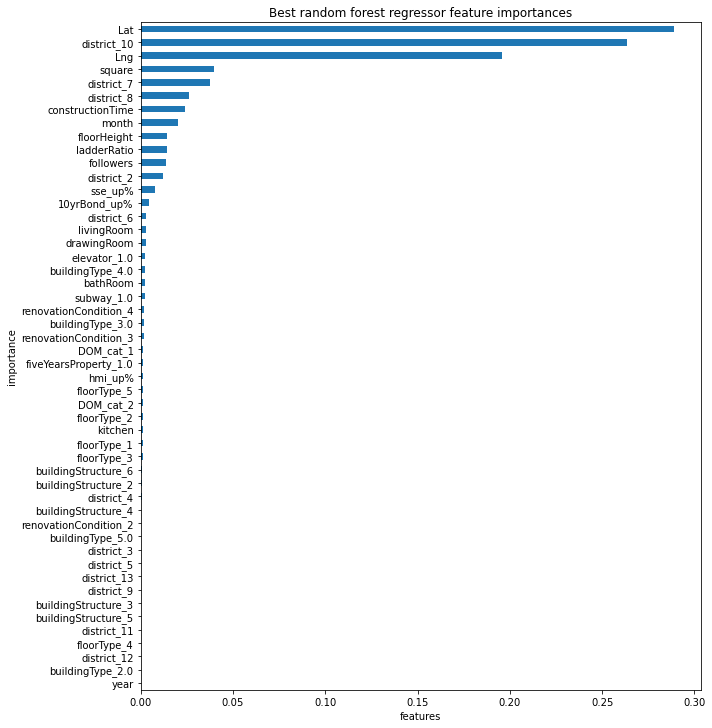 Best random forest regressor feature importances
importance
Lat
district_10
Lng
square
district_7
district_8
constructionTime
month
floorHeight
ladderRatio
followers
district_2
sse_up%
10yrBond_up%
district_6
livingRoom
drawingRoom
elevator_1.0
buildingType_4.0
bathRoom
subway_1.0
renovationCondition_4
buildingType_3.0
renovationCondition_3
DOM_cat_1
fiveYearsProperty_1.0
hmi_up%
floorType_5
DOM_cat_2
floorType_2
kitchen
floorType_1
floorType_3
buildingStructure_6
buildingStructure_2
district_4
buildingStructure_4
renovationCondition_2
buildingType_5.0
district_3
district_5
district_13
district_9
buildingStructure_3
buildingStructure_5
district_11
floorType_4
district_12
buildingType_2.0
year
0.00 0.05 0.10 0.15 0.20 0.25 0.30
features